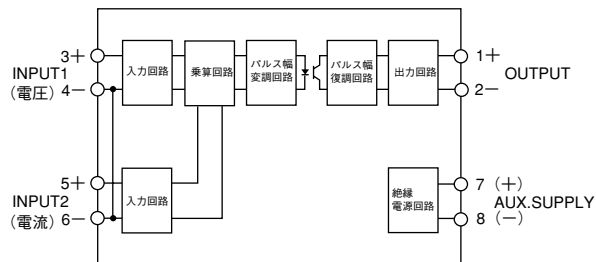 3+
INPUT1
(電圧) 4−
入力回路
乗算回路
パルス幅
変調回路
パルス幅
復調回路
出力回路
1+
OUTPUT
2−
5+
INPUT2
(電流) 6−
入力回路
絶縁
電源回路
7 (+)
AUX.SUPPLY
8 (−)